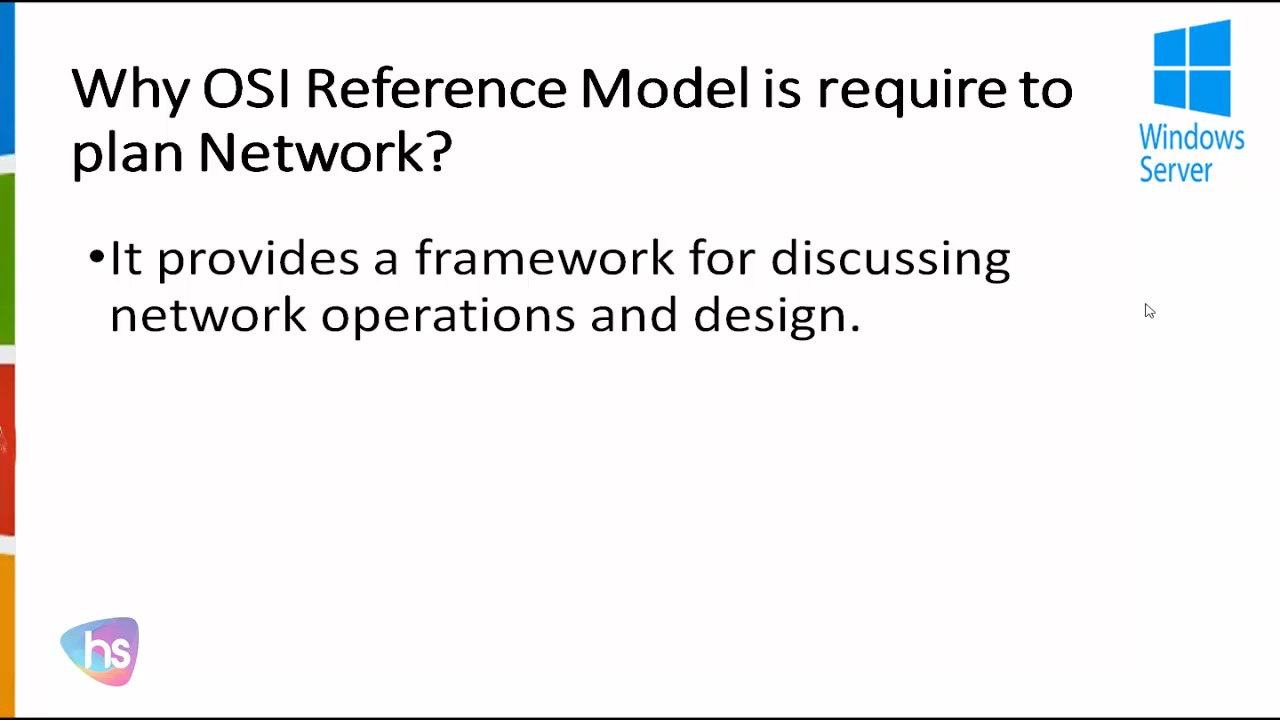 Why OSI Reference Model is require to
plan Network?
Windows
Server
•It provides a framework for discussing
network operations and design.
hs